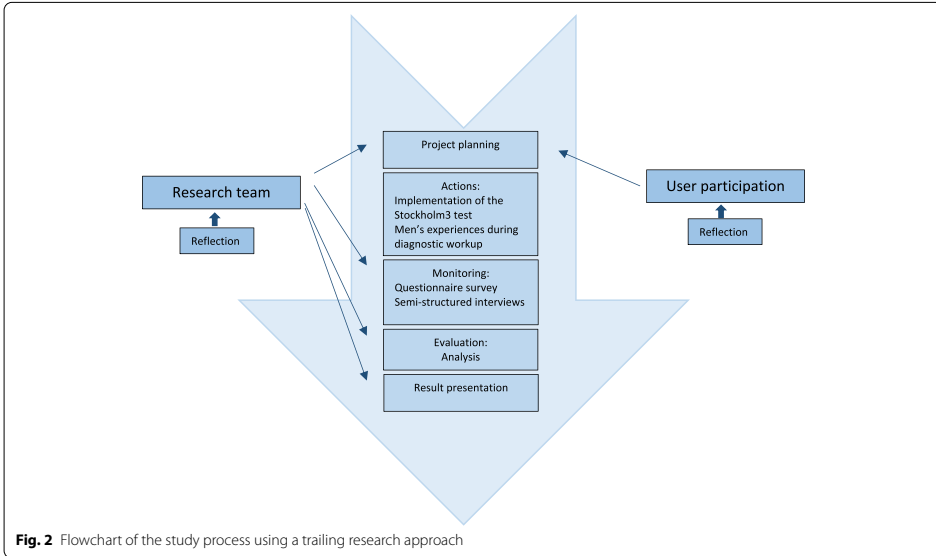 Project planning
Research team
Reflection
User participation
Reflection
Actions:
Implementation of the
Stockholm3 test
Men's experiences during
diagnostic workup
Monitoring:
Questionnaire survey
Semi-structured interviews
Evaluation:
Analysis
Result presentation
Fig. 2 Flowchart of the study process using a trailing research approach